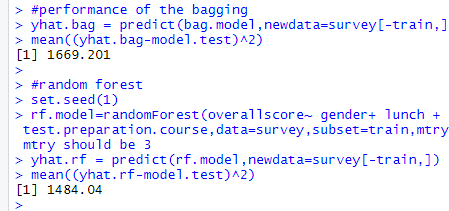 > #performance of the bagging
> yhat.bag = predict(bag.model,newdata=survey[-train,]
> mean((yhat.bag-model.test)^2)
[1] 1669.201
>
> #random forest
> set.seed(1)
> rf.model=randomForest(overallscore~ gender+ lunch +
test.preparation.course,data=survey,subset=train,mtry
mtry should be 3
> yhat.rf = predict(rf.model,newdata=survey[-train,])
> mean((yhat.rf-model.test)^2)
[1] 1484.04
>